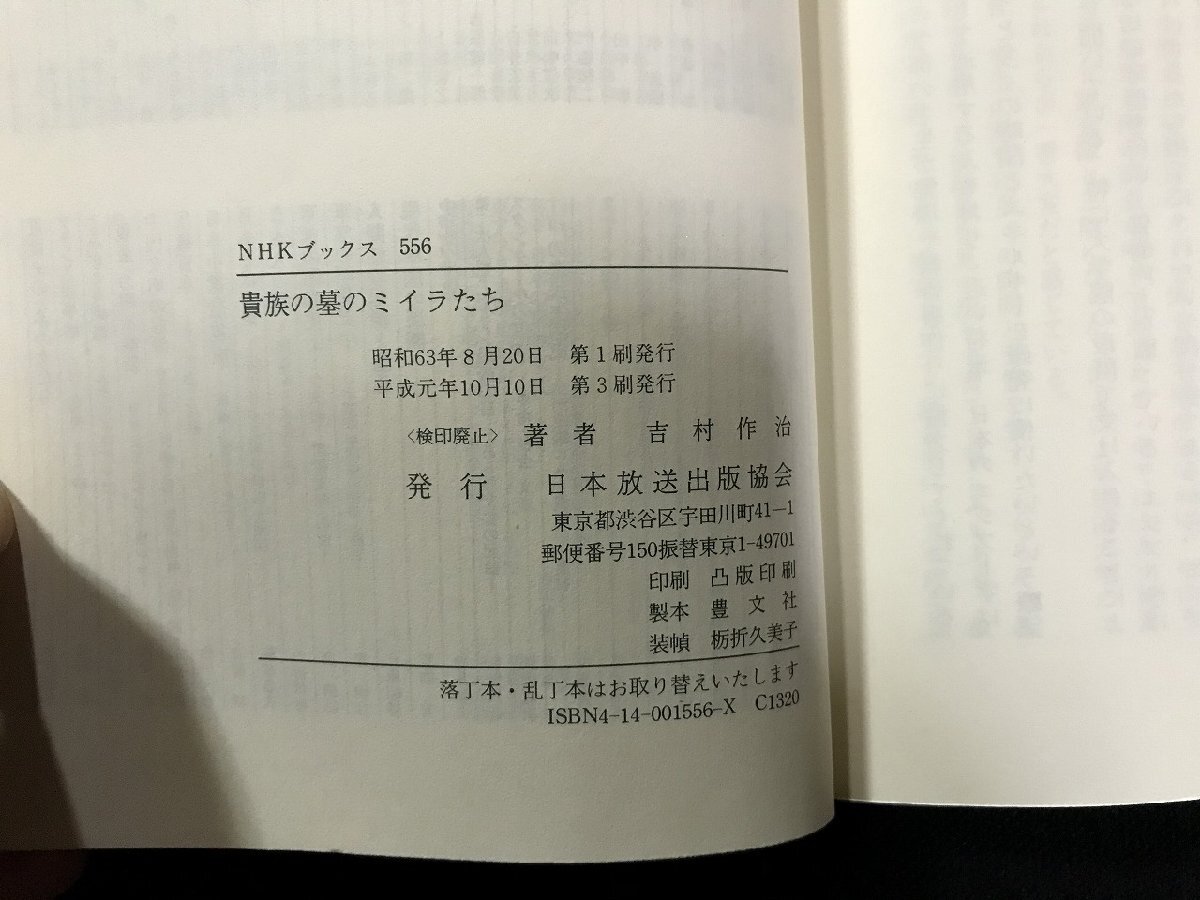 NHKブックス 556
貴族の墓のミイラたち
昭和63年8月20日 第1刷発行
平成元年10月10日 第3刷発行
〈検印廃止〉 著者 吉村作治
発行 日本放送出版協会
東京都渋谷区宇田川町41-1
郵便番号150振替東京1-49701
印刷 凸版印刷
製本 豊文社
装幀 栃折久美子
落丁本・乱丁本はお取り替えいたします
ISBN4-14-001556-X C1320